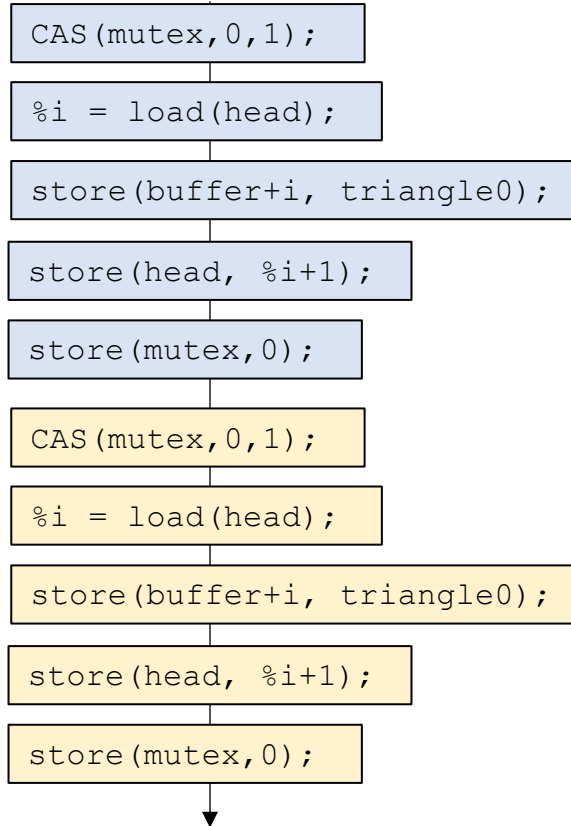 CAS(mutex,0,1);
%i = load(head);
store(buffer+i, triangle0);
store(head, %i+1);
store(mutex,0);
CAS(mutex,0,1);
%i = load(head);
store(buffer+i, triangle0);
store(head, %i+1);
store(mutex,0);